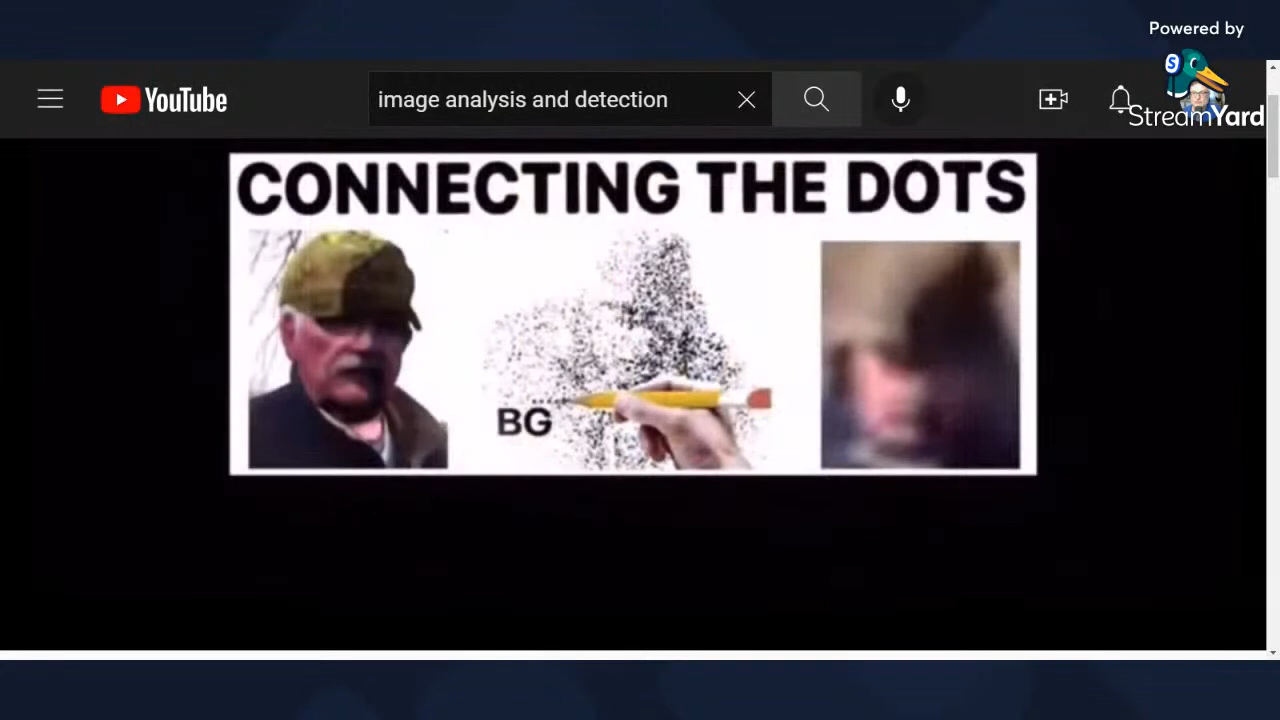 Powered by
S
YouTube
image analysis and detection
StreamYard
CONNECTING THE DOTS
BG